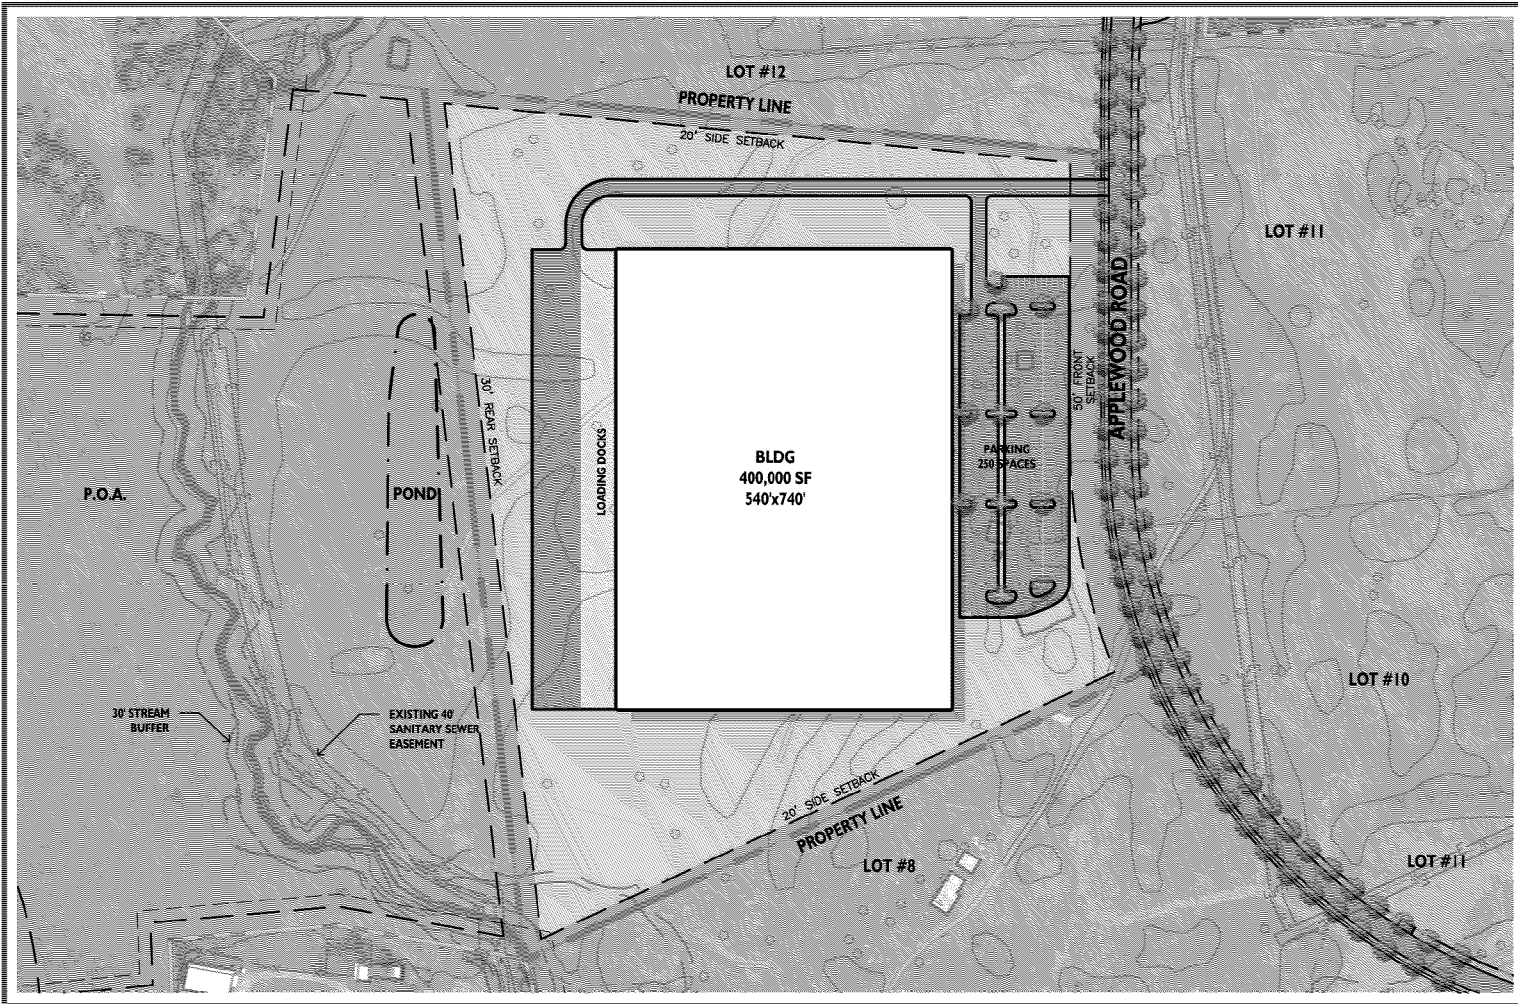 LOT #12
PROPERTY LINE
20' SIDE SETBACK
LOT #11
APPLEWOOD ROAD
50' FRONT
SETBACK
30' REAR SETBACK
LOADING DOCKS
BLDG
400,000 SF
540'x740'
PARKING
250 SPACES
P.O.A.
POND
LOT #10
30' STREAM
BUFFER
EXISTING 40'
SANITARY SEWER
EASEMENT
20' SIDE SETBACK
PROPERTY LINE
LOT #8
LOT #11